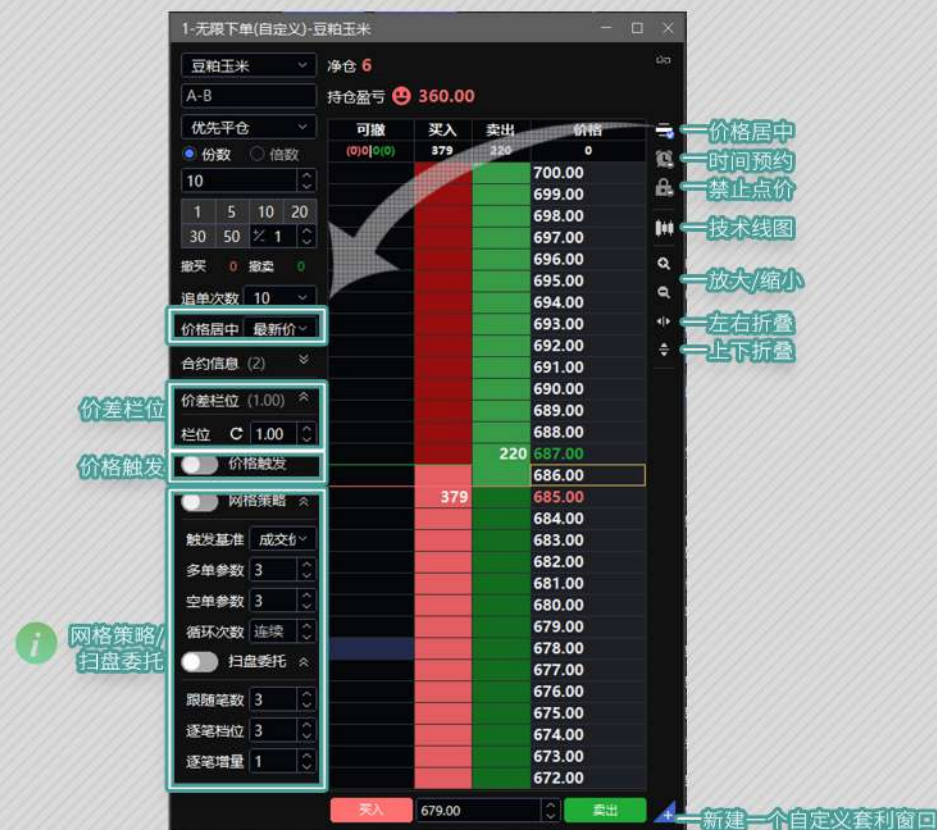 1-无限下单(自定义)-豆粕玉米
豆粕玉米
净仓 6
A-B
持仓盈亏 360.00
优先平仓
可撤 买入 卖出 价格
份数 倍数
(0)0|0(0) 379 220 0
10
1 5 10 20
30 50 1
撤买 0 撤卖 0
追单次数 10
价格居中 最新价
合约信息 (2)
价差栏位 (1.00)
栏位 1.00
价格触发
网格策略
触发基准 成交
多单参数 3
空单参数 3
循环次数 连续
扫盘委托
跟随笔数 3
逐笔档位 3
逐笔增量 1
700.00
699.00
698.00
697.00
696.00
695.00
694.00
693.00
692.00
691.00
690.00
689.00
688.00
220 687.00
686.00
379 685.00
684.00
683.00
682.00
681.00
680.00
679.00
678.00
677.00
676.00
675.00
674.00
673.00
672.00
买入 679.00 卖出
价差栏位
价格触发
网格策略/
扫盘委托
价格居中
时间预约
禁止点价
技术线图
放大/缩小
左右折叠
上下折叠
新建一个自定义套利窗口